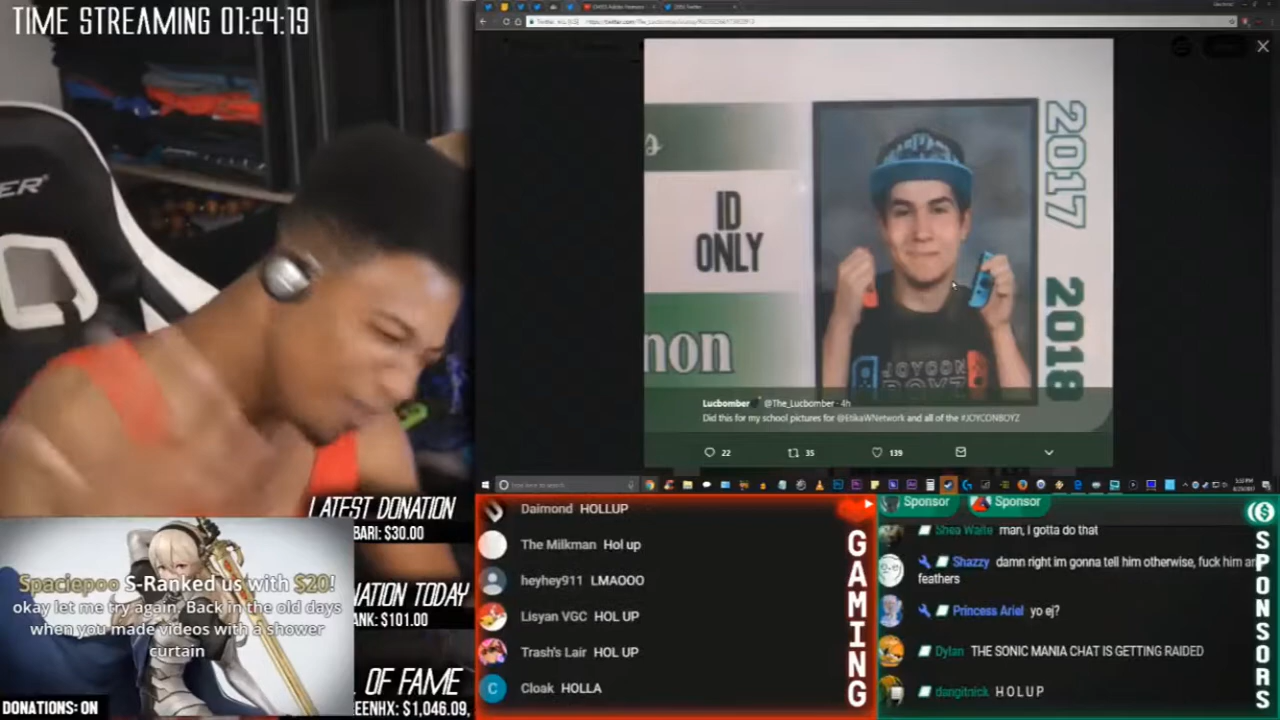 TIME STREAMING 01:24:19
ID
ONLY
non
2017
2018
JOYCON
BOYZ
Lucbomber @The_Lucbomber · 4h
Did this for my school pictures for @EtikaWNetwork and all of the #JOYCONBOYZ
22
35
139
LATEST DONATION
BARI: $30.00
Spaciepoo S-Ranked us with $20!
okay let me try again. Back in the old days
when you made videos with a shower
curtain
NATION TODAY
ANK: $101.00
OF FAME
EENHX: $1,046.09,
DONATIONS: ON
Daimond HOLLUP
The Milkman Hol up
heyhey911 LMAOOO
Lisyan VGC HOL UP
Trash's Lair HOL UP
Cloak HOLLA
GAMING
Sponsor
Sponsor
Shea Waite man, I gotta do that
Shazzy damn right im gonna tell him otherwise, fuck him an
feathers
Princess Ariel yo ej?
Dylan THE SONIC MANIA CHAT IS GETTING RAIDED
dangitnick H O L U P
SPONSORS